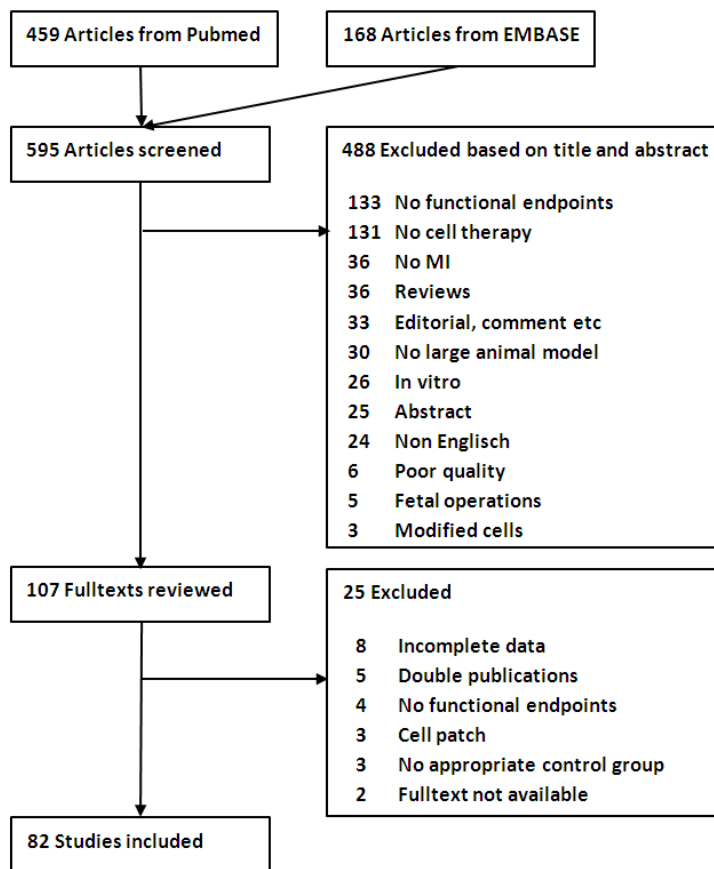 459 Articles from Pubmed
168 Articles from EMBASE
595 Articles screened
488 Excluded based on title and abstract
133 No functional endpoints
131 No cell therapy
36 No MI
36 Reviews
33 Editorial, comment etc
30 No large animal model
26 In vitro
25 Abstract
24 Non Englisch
6 Poor quality
5 Fetal operations
3 Modified cells
107 Fulltexts reviewed
25 Excluded
8 Incomplete data
5 Double publications
4 No functional endpoints
3 Cell patch
3 No appropriate control group
2 Fulltext not available
82 Studies included